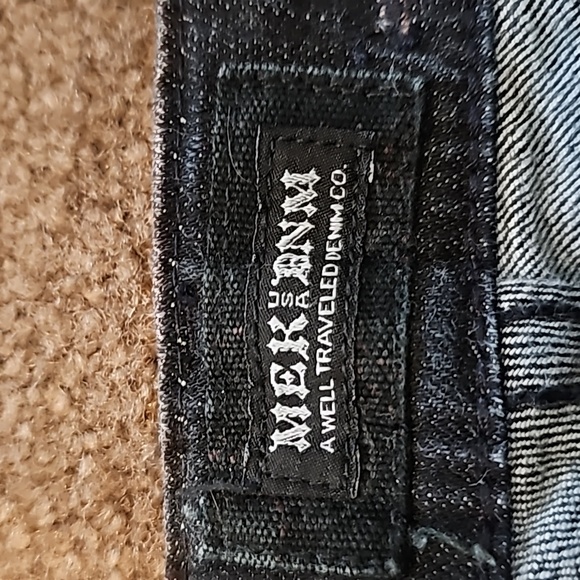 MEK USA DNM
A WELL TRAVELED DENIM CO.